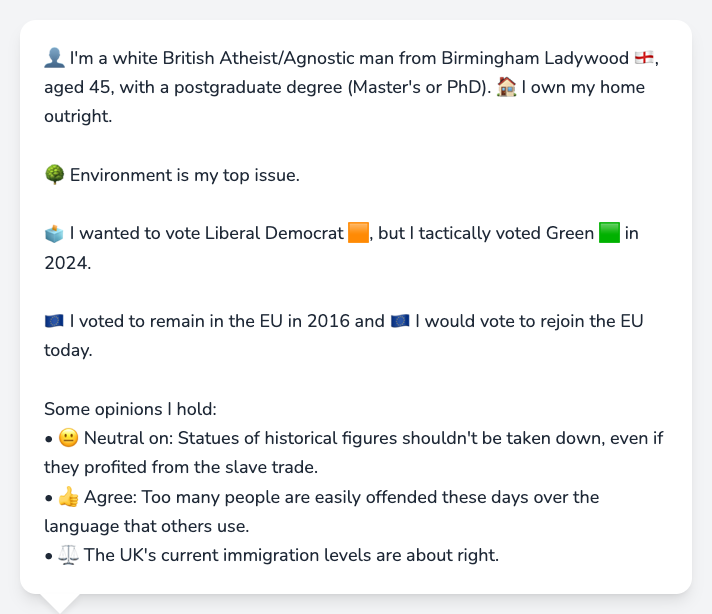 👤 I'm a white British Atheist/Agnostic man from Birmingham Ladywood 🏴󠁧󠁢󠁥󠁮󠁧󠁿,
aged 45, with a postgraduate degree (Master's or PhD). 🏠 I own my home
outright.
🌳 Environment is my top issue.
🗳️ I wanted to vote Liberal Democrat 🟧, but I tactically voted Green 🟩 in
2024.
🇪🇺 I voted to remain in the EU in 2016 and 🇪🇺 I would vote to rejoin the EU
today.
Some opinions I hold:
• 😐 Neutral on: Statues of historical figures shouldn't be taken down, even if
they profited from the slave trade.
• 👍 Agree: Too many people are easily offended these days over the
language that others use.
• ⚖️ The UK's current immigration levels are about right.